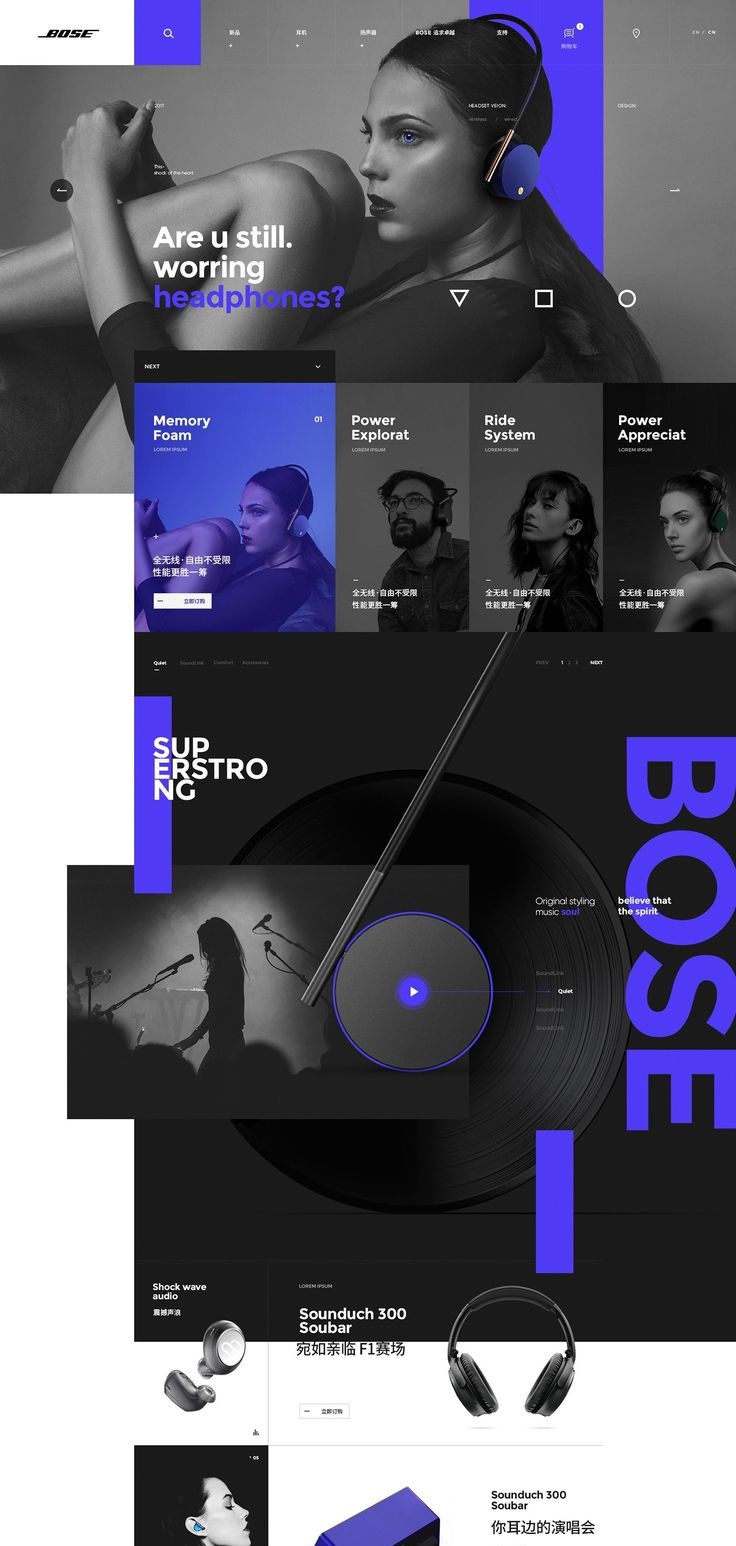 BOSE
新品
+
耳机
+
扬声器
+
BOSE 追求卓越
支持
购物车
EN / CN
2017
HEADSET VEION:
wireless / wired
DESIGN:
This-
shock of the heart
Are u still.
worring
headphones?
NEXT
Memory
Foam
01
LOREM IPSUM
+
全无线·自由不受限
性能更胜一筹
立即订购
Power
Explorat
LOREM IPSUM
全无线·自由不受限
性能更胜一筹
Ride
System
LOREM IPSUM
全无线·自由不受限
性能更胜一筹
Power
Appreciat
LOREM IPSUM
全无线·自由不受限
性能更胜一筹
Quiet
SoundLink
Comfort
Accessories
PREV
1 2 3
NEXT
SUP
ERSTRO
NG
BOSE
Original styling
music soul
believe that
the spirit
SoundLink
Quiet
SoundLink
SoundLink
Shock wave
audio
震撼声浪
LOREM IPSUM
Sounduch 300
Soubar
宛如亲临 F1赛场
立即订购
05
Sounduch 300
Soubar
你耳边的演唱会